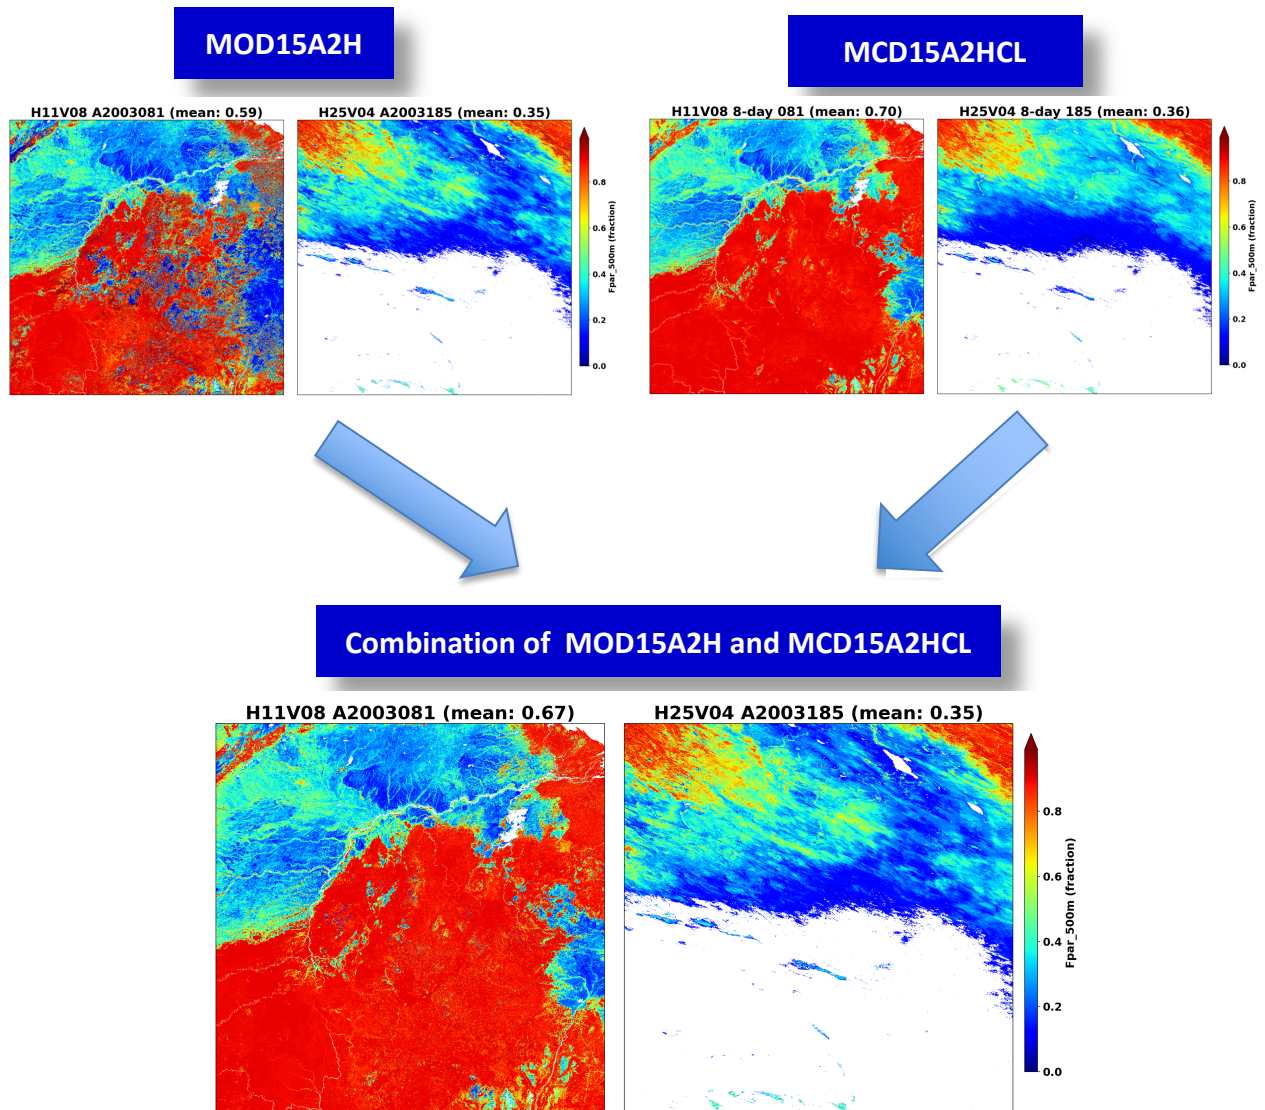 MOD15A2H
MCD15A2HCL
H11V08 A2003081 (mean: 0.59)
H25V04 A2003185 (mean: 0.35)
0.8
0.6
0.4
0.2
0.0
Fpar_500m (fraction)
H11V08 8-day 081 (mean: 0.70)
H25V04 8-day 185 (mean: 0.36)
0.8
0.6
0.4
0.2
0.0
Fpar_500m (fraction)
Combination of MOD15A2H and MCD15A2HCL
H11V08 A2003081 (mean: 0.67)
H25V04 A2003185 (mean: 0.35)
0.8
0.6
0.4
0.2
0.0
Fpar_500m (fraction)